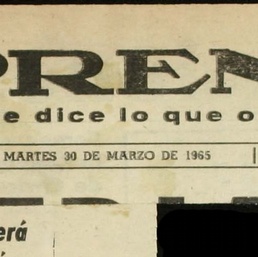 PREN
e dice lo que o
MARTES 30 DE MARZO DE 1965
erá